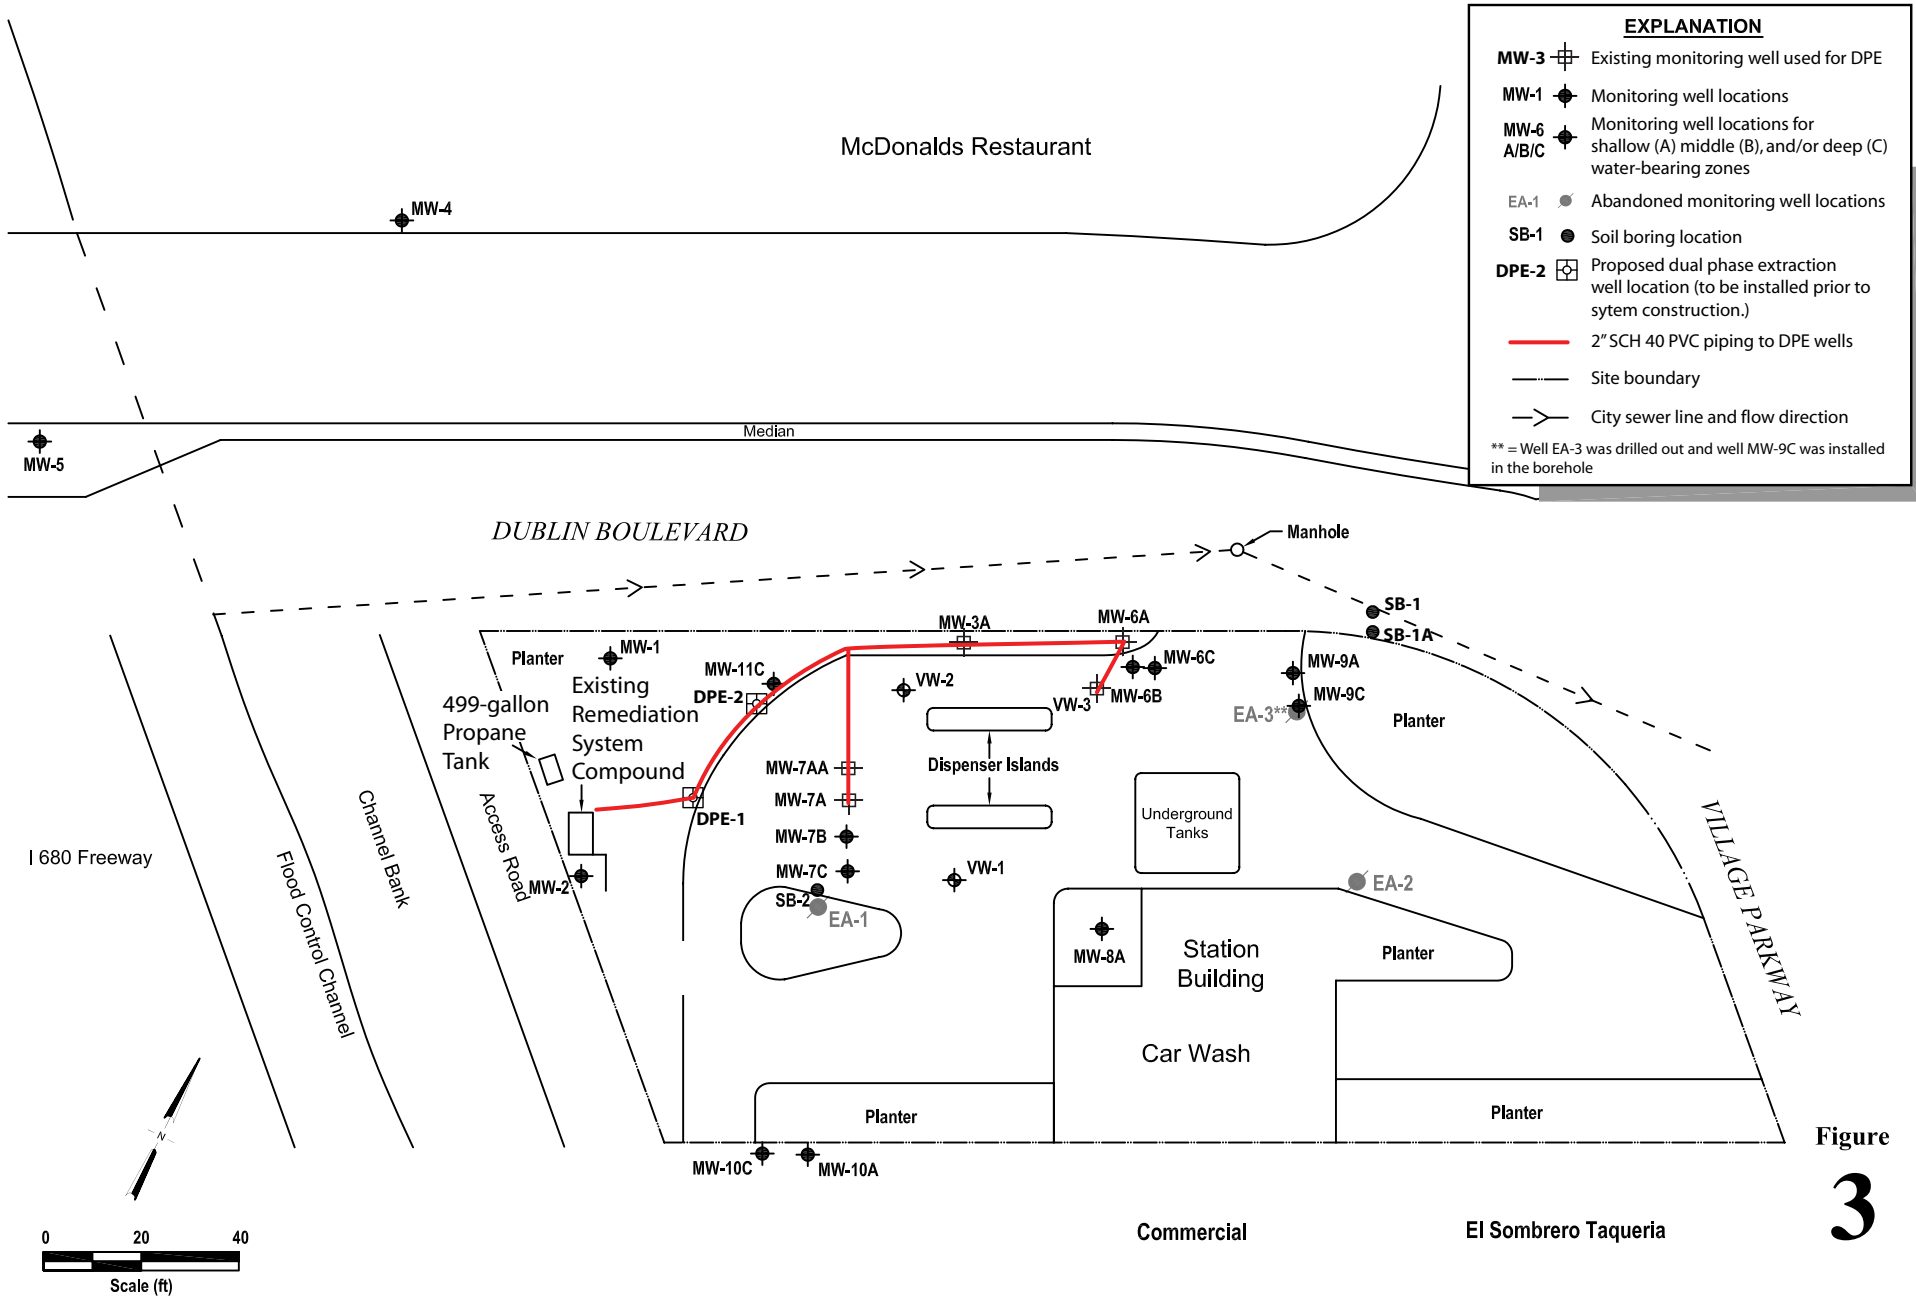 EXPLANATION
MW-3 Existing monitoring well used for DPE
MW-1 Monitoring well locations
MW-6
A/B/C
Monitoring well locations for
shallow (A) middle (B), and/or deep (C)
water-bearing zones
EA-1 Abandoned monitoring well locations
SB-1 Soil boring location
DPE-2 Proposed dual phase extraction
well location (to be installed prior to
sytem construction.)
2" SCH 40 PVC piping to DPE wells
Site boundary
City sewer line and flow direction
** = Well EA-3 was drilled out and well MW-9C was installed
in the borehole
McDonalds Restaurant
MW-4
Median
MW-5
DUBLIN BOULEVARD
Manhole
SB-1
SB-1A
MW-3A
MW-6A
Planter
MW-1
MW-11C
MW-6C
MW-6B
MW-9A
MW-9C
EA-3**
VW-2
VW-3
DPE-2
Existing
Remediation
System
Compound
499-gallon
Propane
Tank
Planter
MW-7AA
Dispenser Islands
MW-7A
DPE-1
MW-7B
Underground
Tanks
MW-7C
VW-1
MW-2
SB-2
EA-1
EA-2
I 680 Freeway
Flood Control Channel
Channel Bank
Access Road
VILLAGE PARKWAY
MW-8A
Station
Building
Planter
Car Wash
Planter
Planter
MW-10C
MW-10A
N
0 20 40
Scale (ft)
Commercial
El Sombrero Taqueria
Figure
3